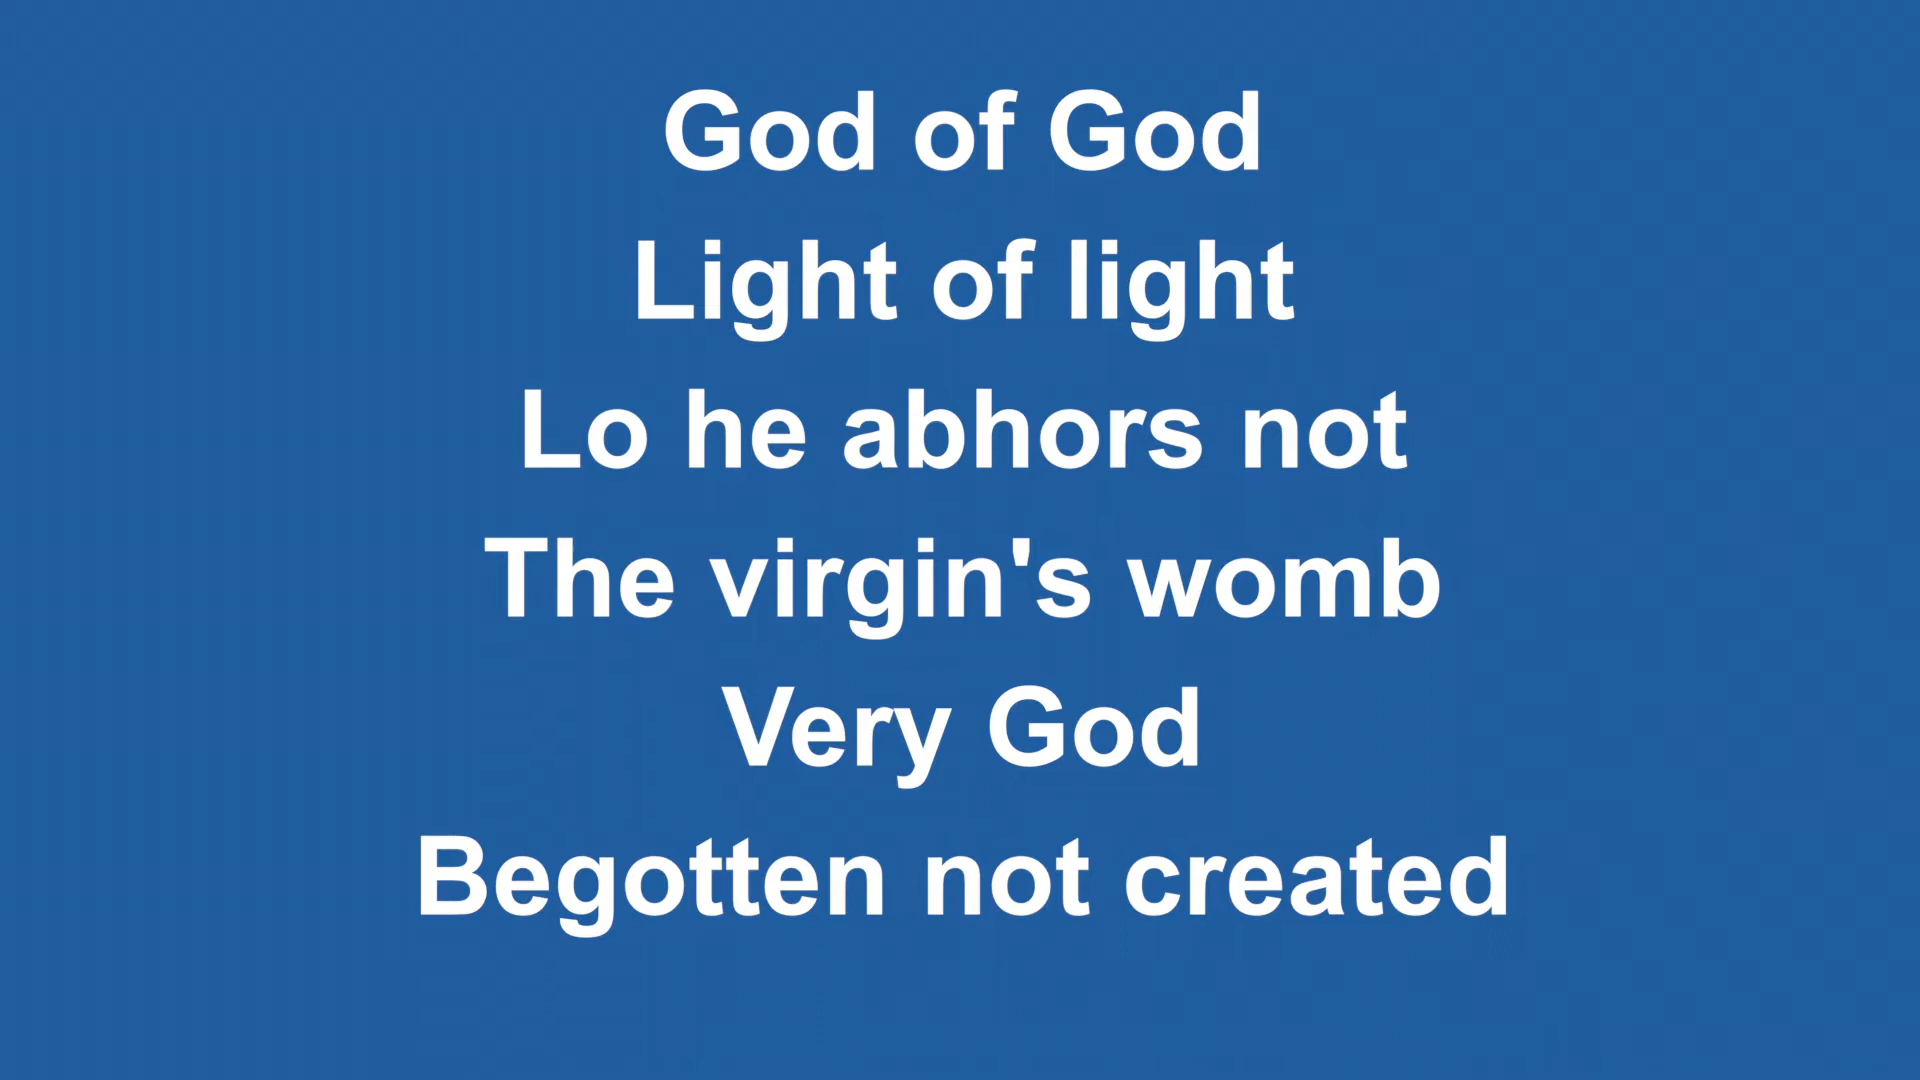 God of God
Light of light
Lo he abhors not
The virgin's womb
Very God
Begotten not created